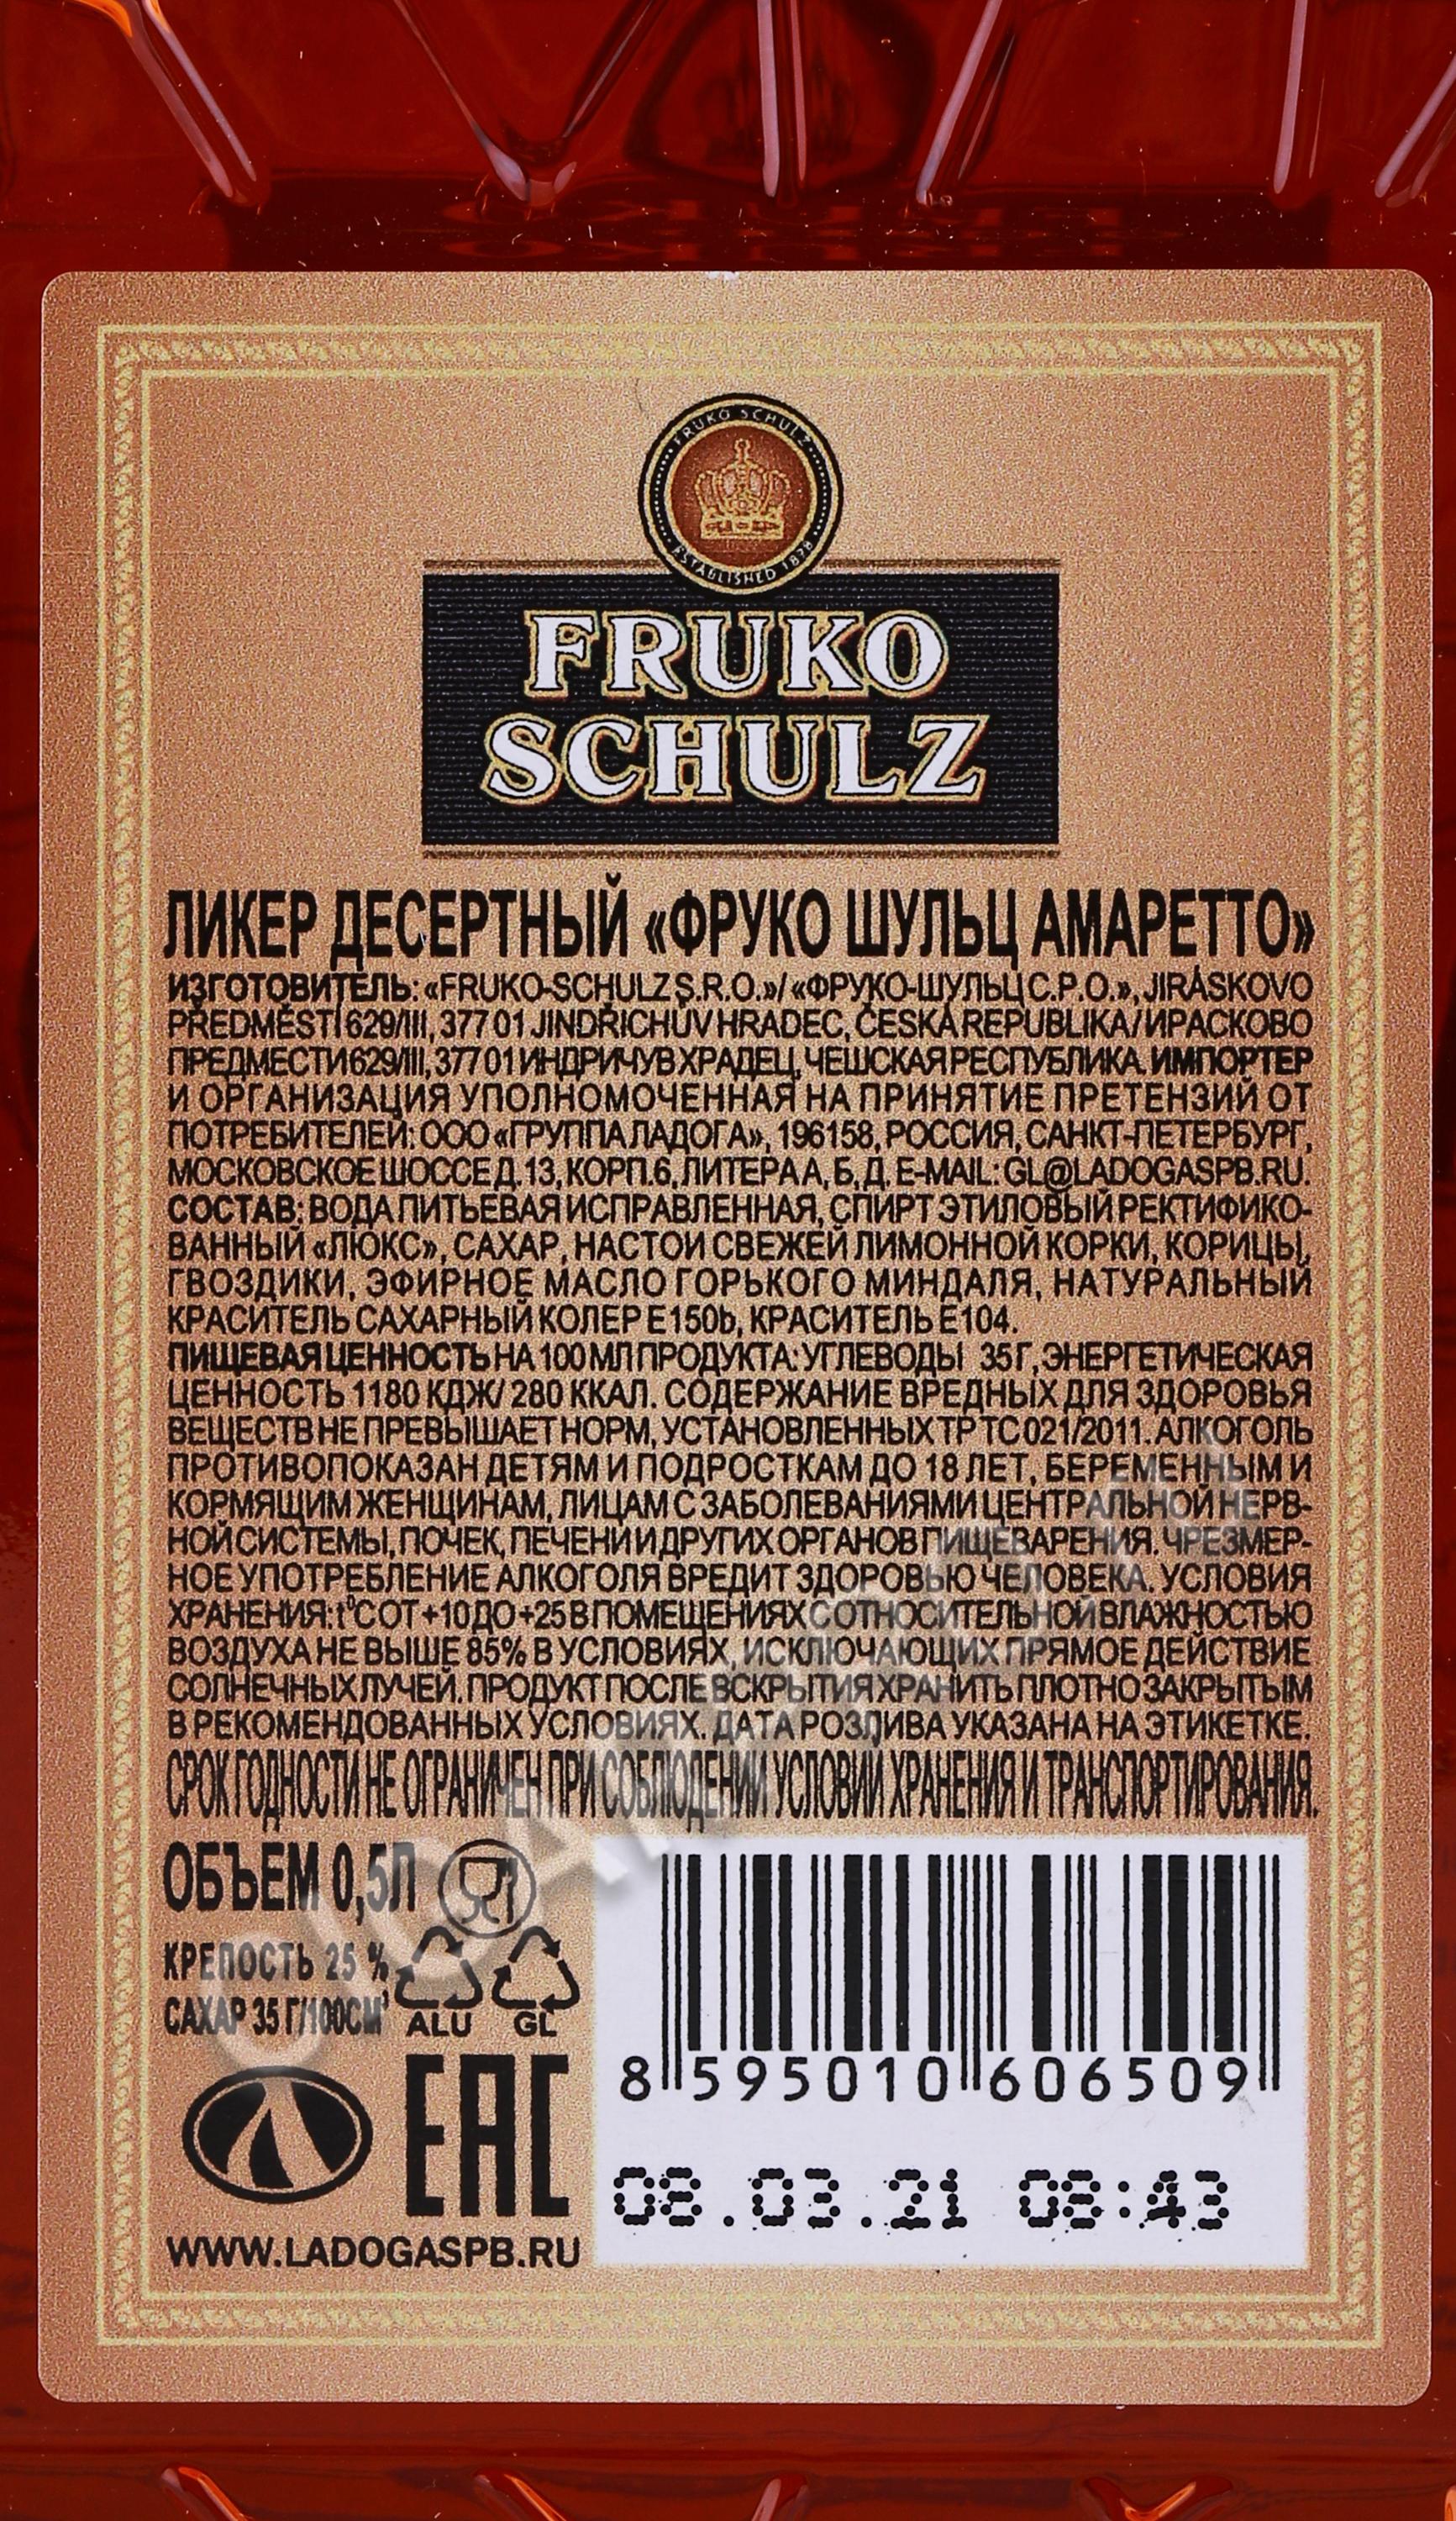 FRUKO SCHULZ
ESTABLISHED 1878
FRUKO
SCHULZ
ЛИКЕР ДЕСЕРТНЫЙ «ФРУКО ШУЛЬЦ АМАРЕТТО»
ИЗГОТОВИТЕЛЬ: «FRUKO-SCHULZ S.R.O.»/ «ФРУКО-ШУЛЬЦ С.Р.О.», JIRÁSKOVO
PŘEDMĚSTÍ 629/III, 377 01 JINDŘICHŮV HRADEC, ČESKÁ REPUBLIKA / ИРАСКОВО
ПРЕДМЕСТИ 629/III, 377 01 ИНДРИЧУВ ХРАДЕЦ, ЧЕШСКАЯ РЕСПУБЛИКА. ИМПОРТЕР
И ОРГАНИЗАЦИЯ УПОЛНОМОЧЕННАЯ НА ПРИНЯТИЕ ПРЕТЕНЗИЙ ОТ
ПОТРЕБИТЕЛЕЙ: ООО «ГРУППА ЛАДОГА», 196158, РОССИЯ, САНКТ-ПЕТЕРБУРГ,
МОСКОВСКОЕ ШОССЕ Д.13, КОРП.6, ЛИТЕРА А, Б, Д. E-MAIL: GL@LADOGASPB.RU.
СОСТАВ: ВОДА ПИТЬЕВАЯ ИСПРАВЛЕННАЯ, СПИРТ ЭТИЛОВЫЙ РЕКТИФИКО-
ВАННЫЙ «ЛЮКС», САХАР, НАСТОИ СВЕЖЕЙ ЛИМОННОЙ КОРКИ, КОРИЦЫ,
ГВОЗДИКИ, ЭФИРНОЕ МАСЛО ГОРЬКОГО МИНДАЛЯ, НАТУРАЛЬНЫЙ
КРАСИТЕЛЬ САХАРНЫЙ КОЛЕР Е150b, КРАСИТЕЛЬ Е104.
ПИЩЕВАЯ ЦЕННОСТЬ НА 100 МЛ ПРОДУКТА: УГЛЕВОДЫ 35 Г, ЭНЕРГЕТИЧЕСКАЯ
ЦЕННОСТЬ 1180 КДЖ/ 280 ККАЛ. СОДЕРЖАНИЕ ВРЕДНЫХ ДЛЯ ЗДОРОВЬЯ
ВЕЩЕСТВ НЕ ПРЕВЫШАЕТ НОРМ, УСТАНОВЛЕННЫХ ТР ТС 021/2011. АЛКОГОЛЬ
ПРОТИВОПОКАЗАН ДЕТЯМ И ПОДРОСТКАМ ДО 18 ЛЕТ, БЕРЕМЕННЫМ И
КОРМЯЩИМ ЖЕНЩИНАМ, ЛИЦАМ С ЗАБОЛЕВАНИЯМИ ЦЕНТРАЛЬНОЙ НЕРВ-
НОЙ СИСТЕМЫ, ПОЧЕК, ПЕЧЕНИ И ДРУГИХ ОРГАНОВ ПИЩЕВАРЕНИЯ. ЧРЕЗМЕР-
НОЕ УПОТРЕБЛЕНИЕ АЛКОГОЛЯ ВРЕДИТ ЗДОРОВЬЮ ЧЕЛОВЕКА. УСЛОВИЯ
ХРАНЕНИЯ: t°С ОТ +10 ДО +25 В ПОМЕЩЕНИЯХ С ОТНОСИТЕЛЬНОЙ ВЛАЖНОСТЬЮ
ВОЗДУХА НЕ ВЫШЕ 85% В УСЛОВИЯХ, ИСКЛЮЧАЮЩИХ ПРЯМОЕ ДЕЙСТВИЕ
СОЛНЕЧНЫХ ЛУЧЕЙ. ПРОДУКТ ПОСЛЕ ВСКРЫТИЯ ХРАНИТЬ ПЛОТНО ЗАКРЫТЫМ
В РЕКОМЕНДОВАННЫХ УСЛОВИЯХ. ДАТА РОЗЛИВА УКАЗАНА НА ЭТИКЕТКЕ.
СРОК ГОДНОСТИ НЕ ОГРАНИЧЕН ПРИ СОБЛЮДЕНИИ УСЛОВИЙ ХРАНЕНИЯ И ТРАНСПОРТИРОВАНИЯ.
ОБЪЕМ 0,5Л
КРЕПОСТЬ 25 %
САХАР 35 Г/100СМ³
ALU GL
EAC
WWW.LADOGASPB.RU
8 595010 606509
08.03.21 08:43